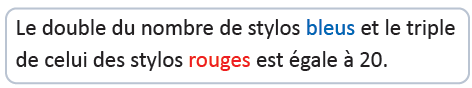 Le double du nombre de stylos bleus et le triple
de celui des stylos rouges est égale à 20.